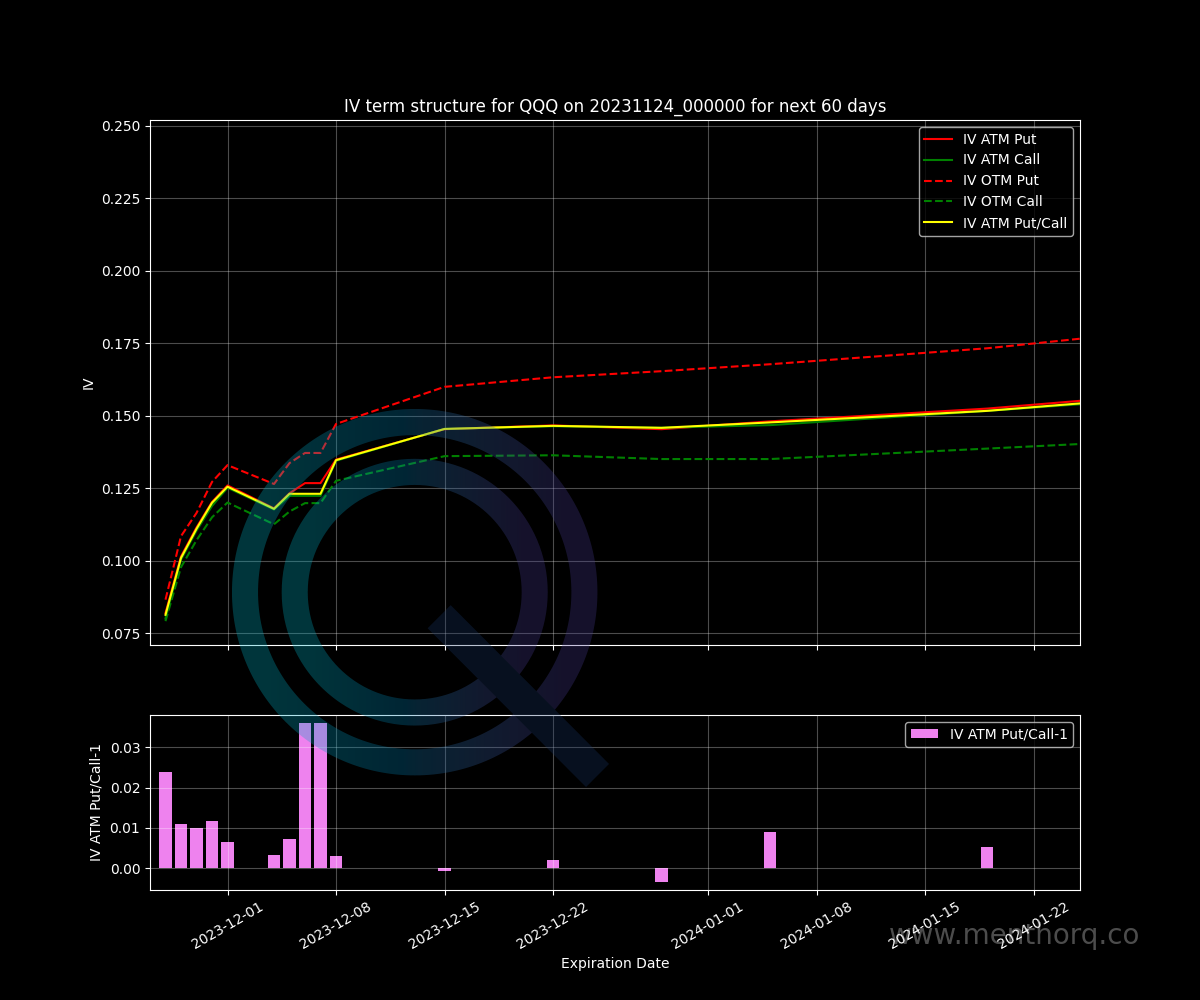 IV term structure for QQQ on 20231124_000000 for next 60 days
0.250
0.225
0.200
0.175
0.150
0.125
0.100
0.075
IV
IV ATM Put
IV ATM Call
IV OTM Put
IV OTM Call
IV ATM Put/Call
0.03
0.02
0.01
0.00
IV ATM Put/Call-1
IV ATM Put/Call-1
2023-12-01
2023-12-08
2023-12-15
2023-12-22
2024-01-01
2024-01-08
2024-01-15
2024-01-22
www.menthorq.co
Expiration Date